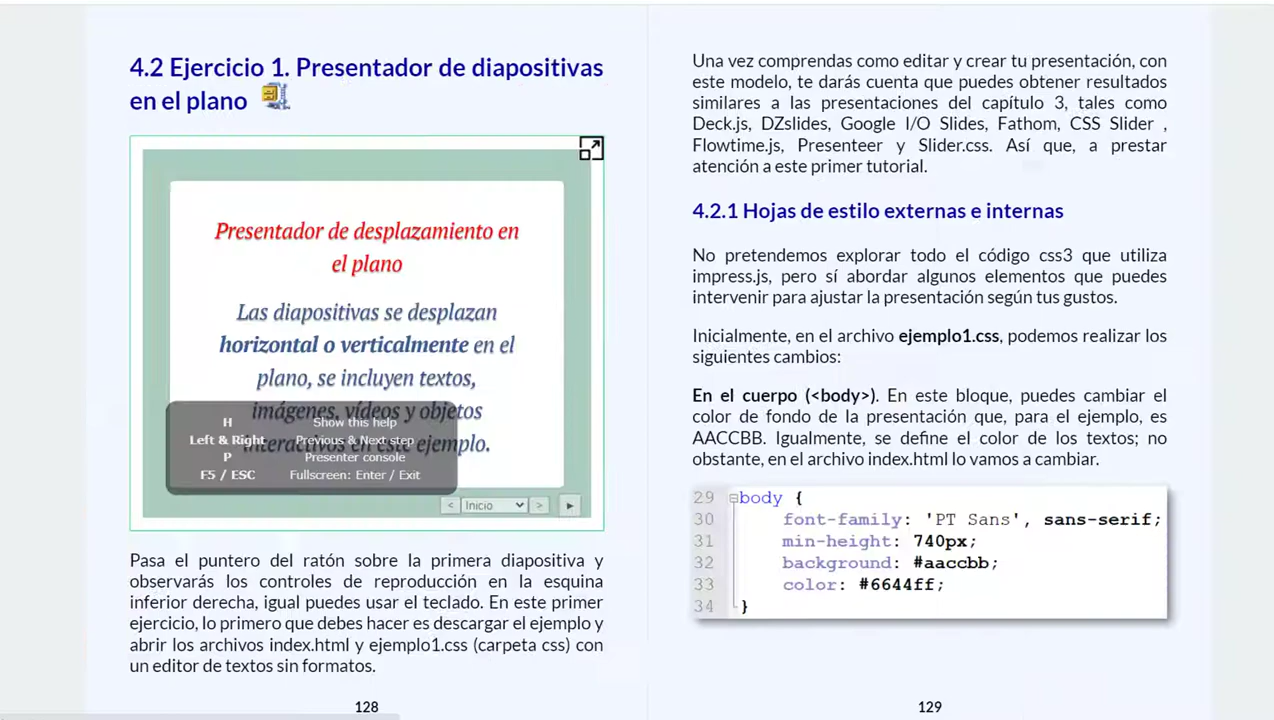 4.2 Ejercicio 1. Presentador de diapositivas
en el plano
Presentador de desplazamiento en
el plano
Las diapositivas se desplazan
horizontal o verticalmente en el
plano, se incluyen textos,
imágenes, vídeos y objetos
interactivos en este ejemplo.
H Show this help
Left & Right Previous & Next step
P Presenter console
F5 / ESC Fullscreen: Enter / Exit
< Inicio >
Pasa el puntero del ratón sobre la primera diapositiva y
observarás los controles de reproducción en la esquina
inferior derecha, igual puedes usar el teclado. En este primer
ejercicio, lo primero que debes hacer es descargar el ejemplo y
abrir los archivos index.html y ejemplo1.css (carpeta css) con
un editor de textos sin formatos.
128
Una vez comprendas como editar y crear tu presentación, con
este modelo, te darás cuenta que puedes obtener resultados
similares a las presentaciones del capítulo 3, tales como
Deck.js, DZslides, Google I/O Slides, Fathom, CSS Slider ,
Flowtime.js, Presenteer y Slider.css. Así que, a prestar
atención a este primer tutorial.
4.2.1 Hojas de estilo externas e internas
No pretendemos explorar todo el código css3 que utiliza
impress.js, pero sí abordar algunos elementos que puedes
intervenir para ajustar la presentación según tus gustos.
Inicialmente, en el archivo ejemplo1.css, podemos realizar los
siguientes cambios:
En el cuerpo (<body>). En este bloque, puedes cambiar el
color de fondo de la presentación que, para el ejemplo, es
AACCBB. Igualmente, se define el color de los textos; no
obstante, en el archivo index.html lo vamos a cambiar.
29 body {
30 font-family: 'PT Sans', sans-serif;
31 min-height: 740px;
32 background: #aaccbb;
33 color: #6644ff;
34 }
129